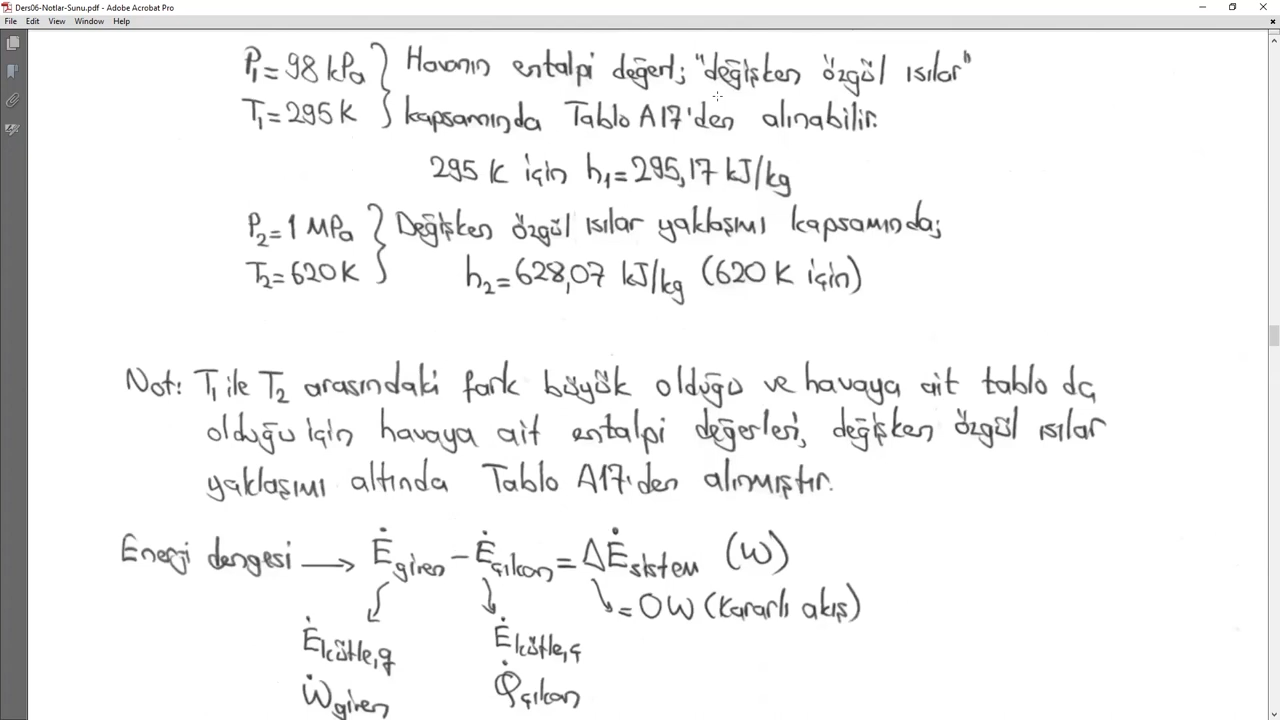 Ders06-Notlar-Sunu.pdf - Adobe Acrobat Pro
File Edit View Window Help
P₁=98 kPa } Havanın entalpi değeri; "değişken özgül ısılar"
T₁=295 K kapsamında Tablo A17'den alınabilir.
295 K için h₁=295,17 kJ/kg
P₂=1 MPa } Değişken özgül ısılar yaklaşımı kapsamında;
T₂=620 K h₂=628,07 kJ/kg (620 K için)
Not: T₁ ile T₂ arasındaki fark büyük olduğu ve havaya ait tablo da
olduğu için havaya ait entalpi değerleri, değişken özgül ısılar
yaklaşımı altında Tablo A17'den alınmıştır.
Enerji dengesi → Ėgiren - Ėçıkan = ΔĖsistem (W)
= 0 W (kararlı akış)
Ėkütle,g Ėkütle,ç
Ẇgiren Q̇çıkan